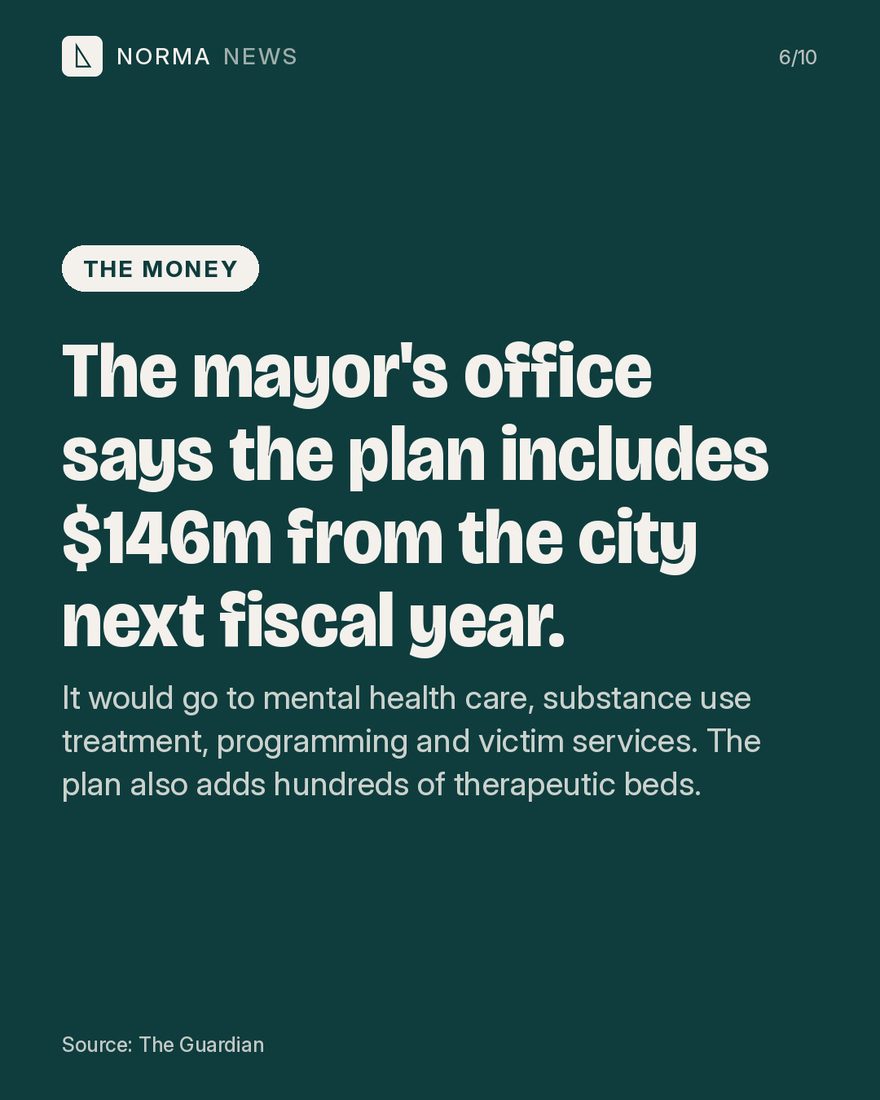 NORMA NEWS
6/10
THE MONEY
The mayor's office
says the plan includes
$146m from the city
next fiscal year.
It would go to mental health care, substance use
treatment, programming and victim services. The
plan also adds hundreds of therapeutic beds.
Source: The Guardian